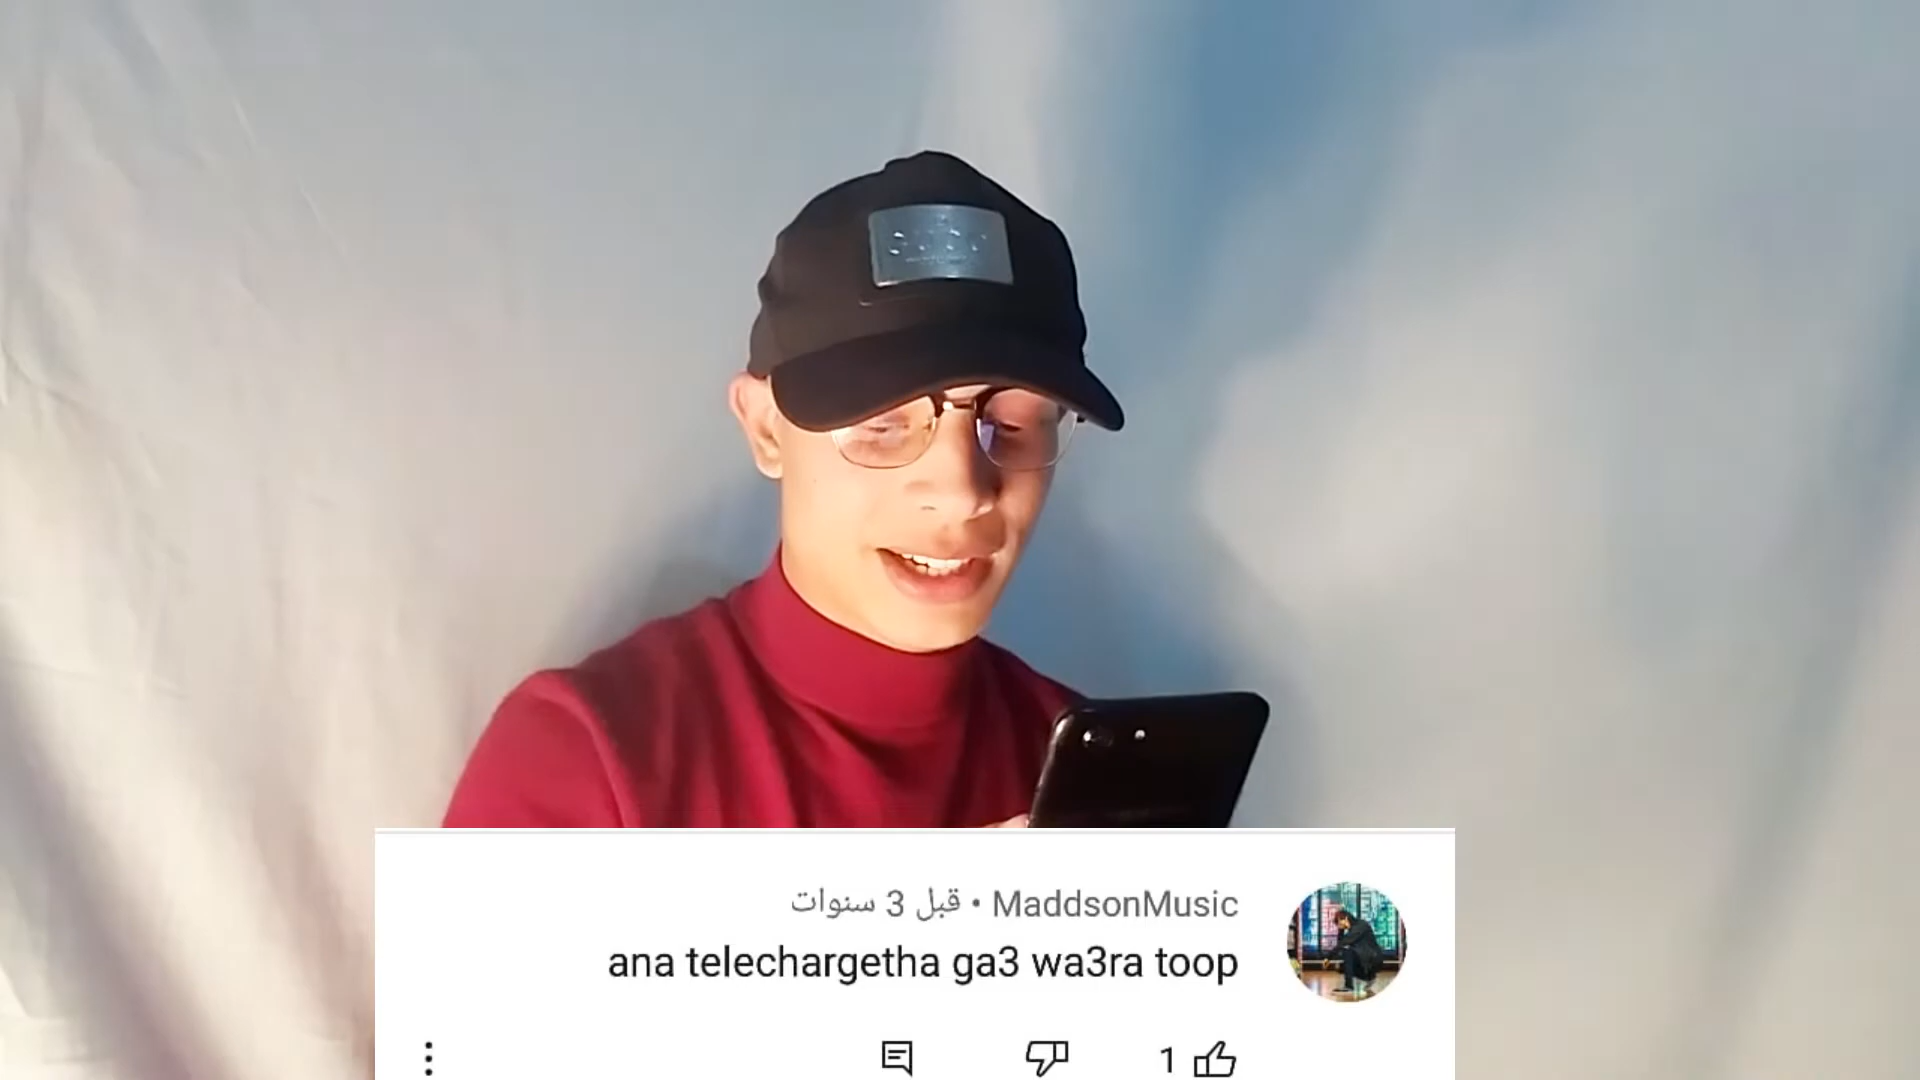 MaddsonMusic • قبل 3 سنوات
ana telechargetha ga3 wa3ra toop
1